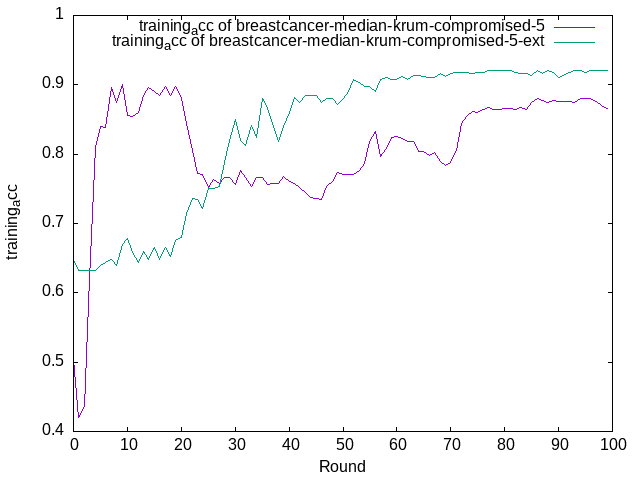 training_acc of breastcancer-median-krum-compromised-5
training_acc of breastcancer-median-krum-compromised-5-ext
1
0.9
0.8
0.7
0.6
0.5
0.4
training_acc
0 10 20 30 40 50 60 70 80 90 100
Round